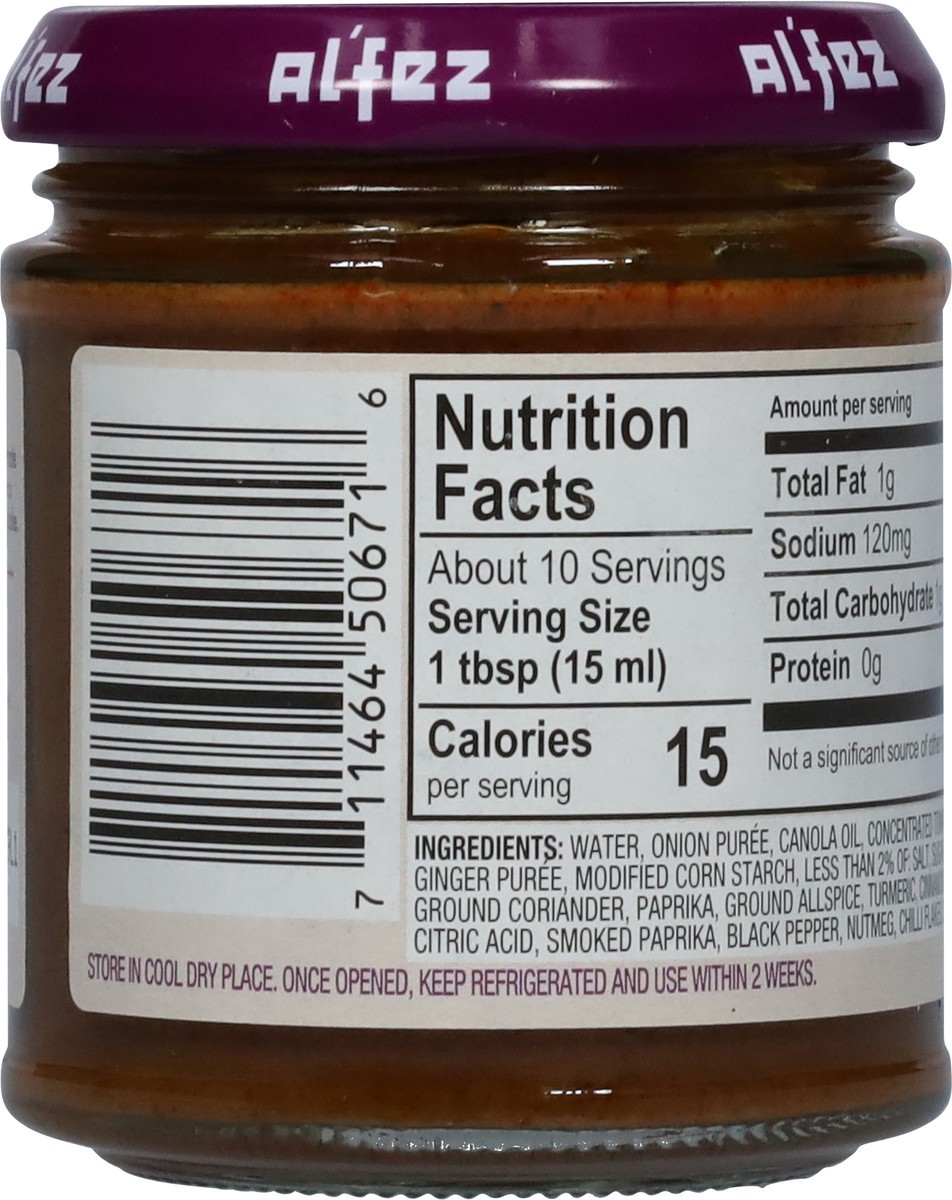 al'fez
al'fez
6
7 11464 50671
Nutrition
Facts
About 10 Servings
Serving Size
1 tbsp (15 ml)
Calories 15
per serving
Amount per serving
Total Fat 1g
Sodium 120mg
Total Carbohydrate
Protein 0g
Not a significant source of
INGREDIENTS: WATER, ONION PURÉE, CANOLA OIL, CONCENTRATED
GINGER PURÉE, MODIFIED CORN STARCH, LESS THAN 2% OF: SALT,
GROUND CORIANDER, PAPRIKA, GROUND ALLSPICE, TURMERIC,
CITRIC ACID, SMOKED PAPRIKA, BLACK PEPPER, NUTMEG, CHILLI
STORE IN COOL DRY PLACE. ONCE OPENED, KEEP REFRIGERATED AND USE WITHIN 2 WEEKS.